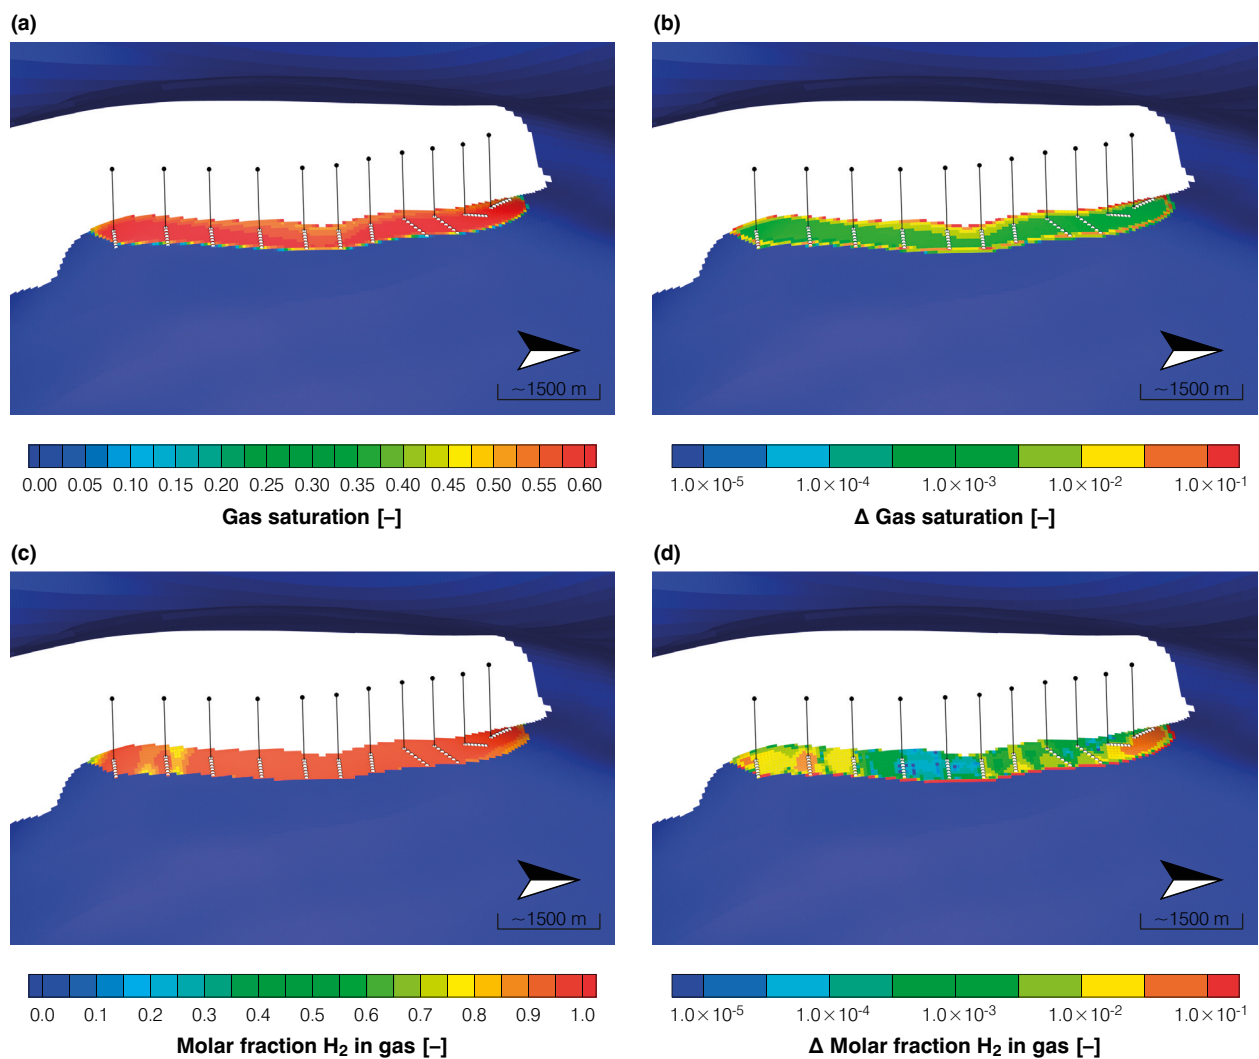 (a)
(b)
~1500 m
~1500 m
0.00 0.05 0.10 0.15 0.20 0.25 0.30 0.35 0.40 0.45 0.50 0.55 0.60
1.0×10⁻⁵ 1.0×10⁻⁴ 1.0×10⁻³ 1.0×10⁻² 1.0×10⁻¹
Gas saturation [–]
Δ Gas saturation [–]
(c)
(d)
~1500 m
~1500 m
0.0 0.1 0.2 0.3 0.4 0.5 0.6 0.7 0.8 0.9 1.0
1.0×10⁻⁵ 1.0×10⁻⁴ 1.0×10⁻³ 1.0×10⁻² 1.0×10⁻¹
Molar fraction H₂ in gas [–]
Δ Molar fraction H₂ in gas [–]